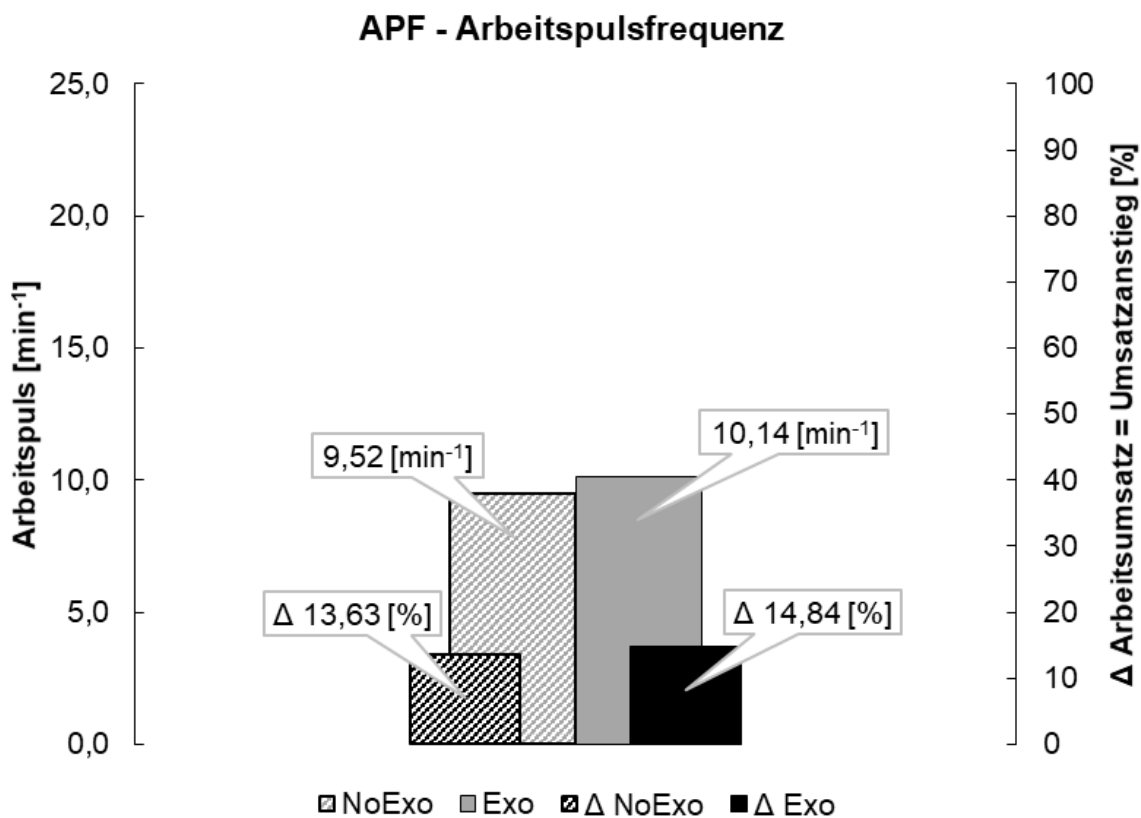 APF - Arbeitspulsfrequenz
Arbeitspuls [min⁻¹]
25,0
20,0
15,0
10,0
5,0
0,0
9,52 [min⁻¹]
10,14 [min⁻¹]
Δ 13,63 [%]
Δ 14,84 [%]
100
90
80
70
60
50
40
30
20
10
0
Δ Arbeitsumsatz = Umsatzanstieg [%]
NoExo Exo Δ NoExo Δ Exo